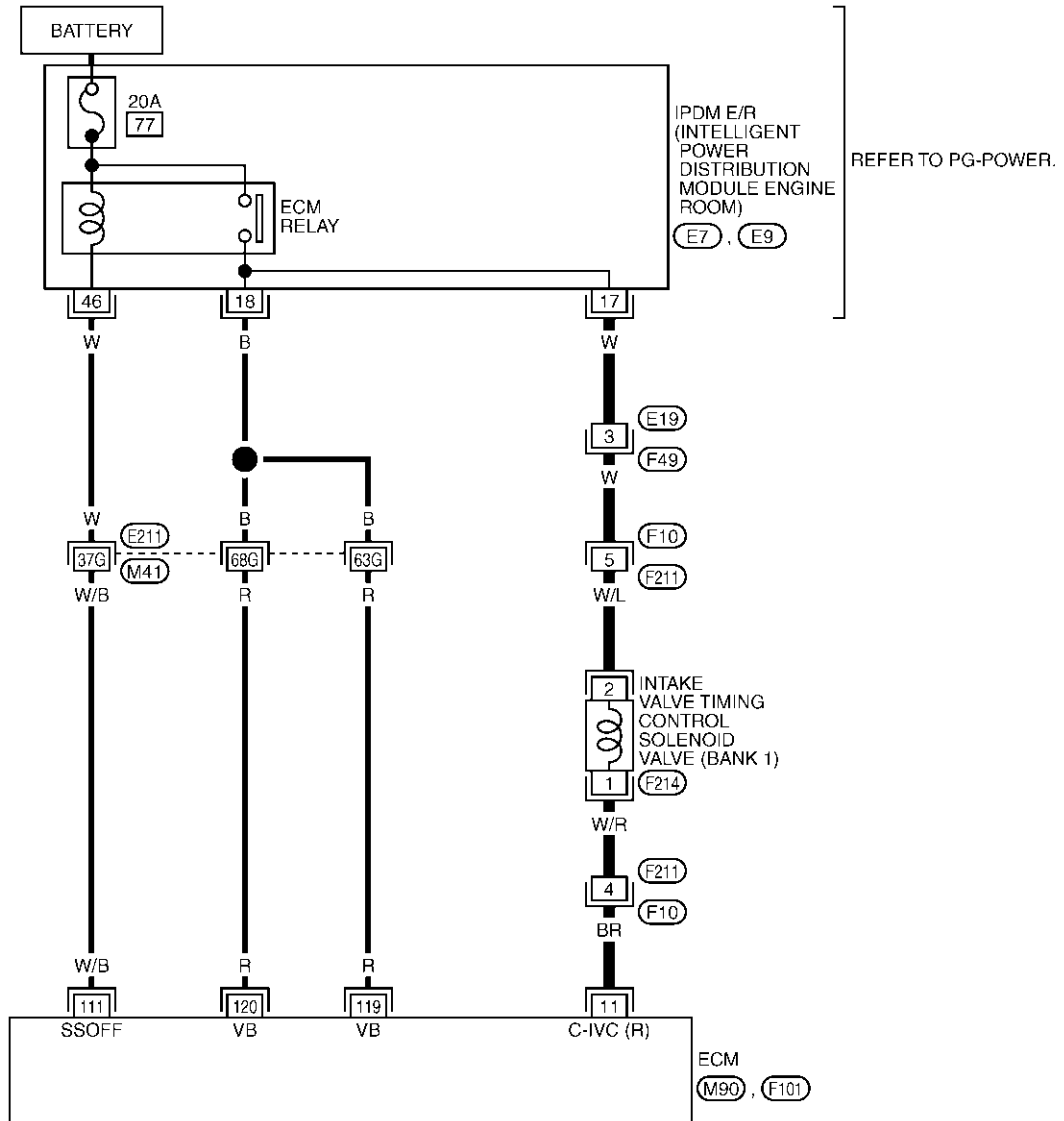 BATTERY
20A
77
IPDM E/R
(INTELLIGENT
POWER
DISTRIBUTION
MODULE ENGINE
ROOM)
E7 , E9
REFER TO PG-POWER.
ECM
RELAY
46 18 17
W B W
3 E19
F49
W
W B B
37G E211 68G 63G
M41
W/B R R
5 F10
F211
W/L
2 INTAKE
VALVE TIMING
CONTROL
SOLENOID
VALVE (BANK 1)
1 F214
W/R
4 F211
F10
BR
W/B R R
111 120 119 11
SSOFF VB VB C-IVC (R)
ECM
M90 , F101